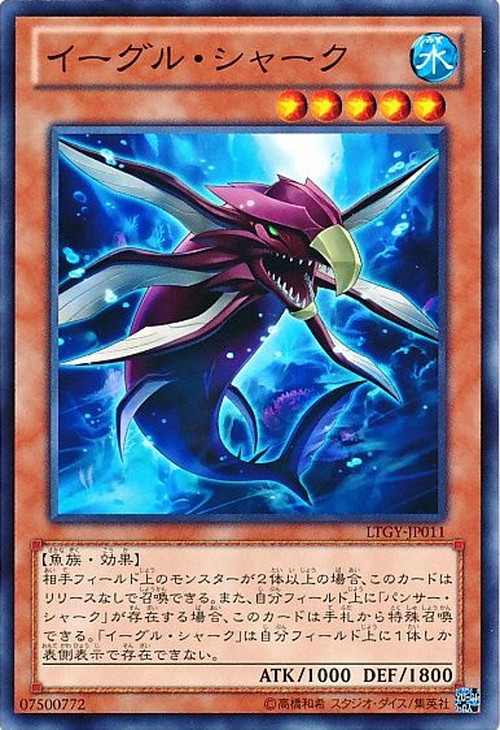 イーグル・シャーク
水
LTGY-JP011
【魚族・効果】
相手フィールド上のモンスターが2体以上の場合、このカードは
リリースなしで召喚できる。また、自分フィールド上に「パンサー・
シャーク」が存在する場合、このカードは手札から特殊召喚
できる。「イーグル・シャーク」は自分フィールド上に1体しか
表側表示で存在できない。
ATK/1000 DEF/1800
07500772
©高橋和希 スタジオ・ダイス/集英社